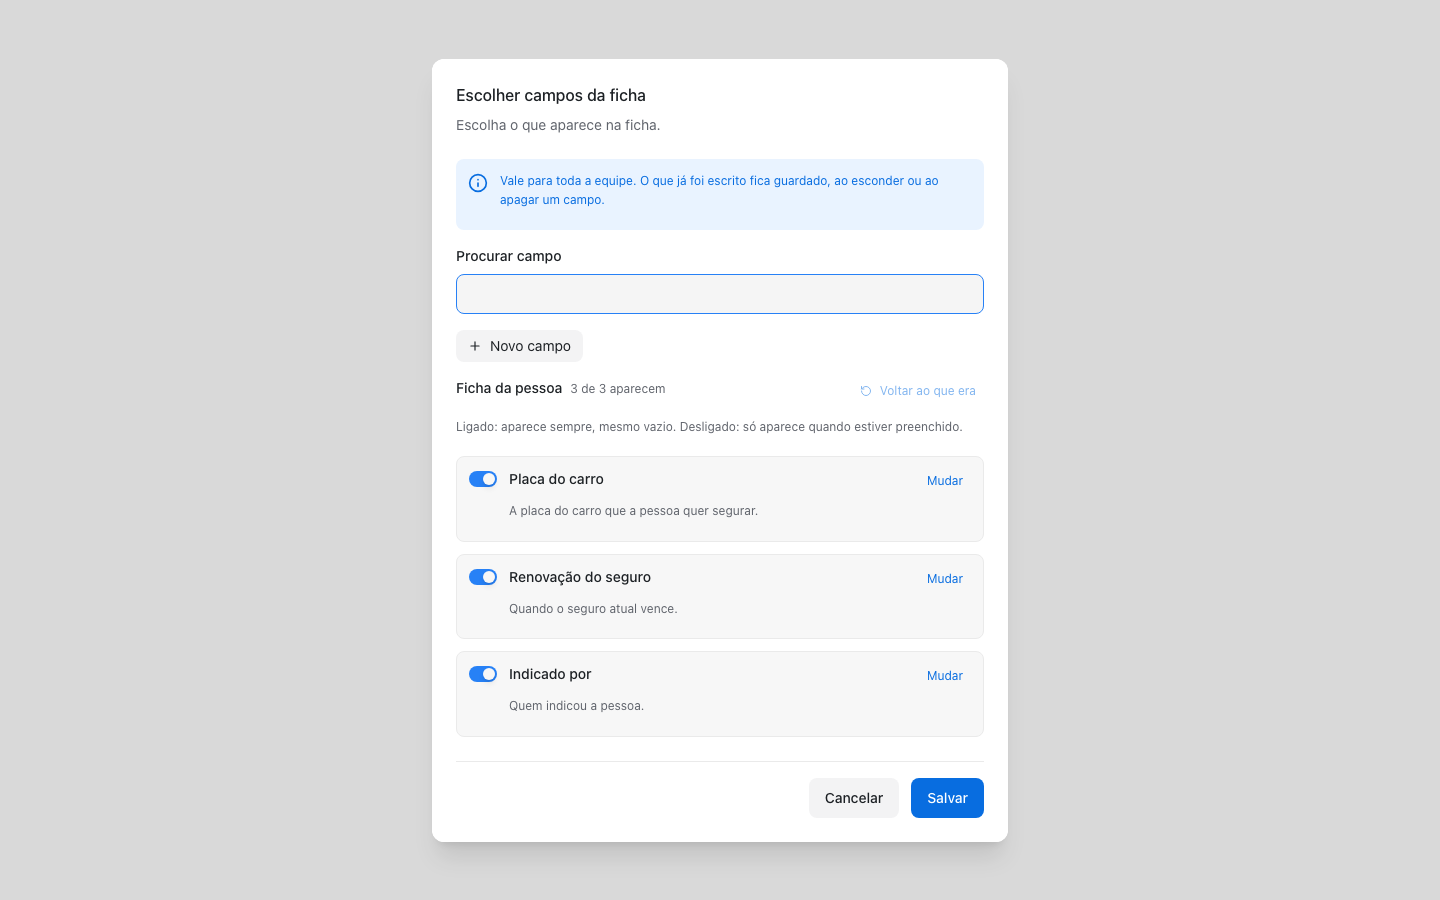 Escolher campos da ficha
Escolha o que aparece na ficha.
Vale para toda a equipe. O que já foi escrito fica guardado, ao esconder ou ao
apagar um campo.
Procurar campo
Novo campo
Ficha da pessoa 3 de 3 aparecem Voltar ao que era
Ligado: aparece sempre, mesmo vazio. Desligado: só aparece quando estiver preenchido.
Placa do carro Mudar
A placa do carro que a pessoa quer segurar.
Renovação do seguro Mudar
Quando o seguro atual vence.
Indicado por Mudar
Quem indicou a pessoa.
Cancelar Salvar